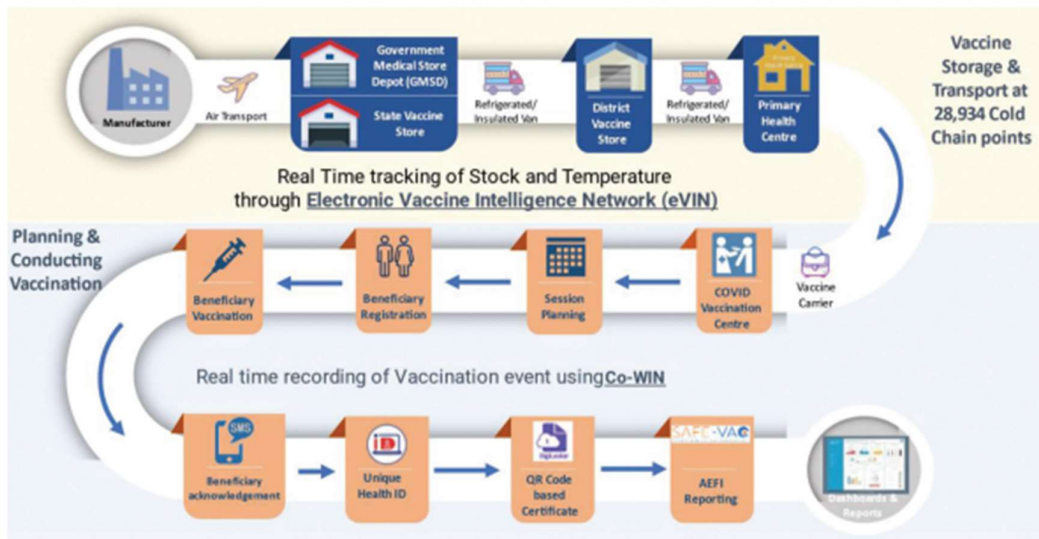 Manufacturer
Air Transport
Government
Medical Store
Depot (GMSD)
State Vaccine
Store
Refrigerated/
Insulated Van
District
Vaccine
Store
Refrigerated/
Insulated Van
Primary
Health Centre
Vaccine
Storage &
Transport at
28,934 Cold
Chain points
Real Time tracking of Stock and Temperature
through Electronic Vaccine Intelligence Network (eVIN)
Planning &
Conducting
Vaccination
Beneficiary
Vaccination
Beneficiary
Registration
Session
Planning
COVID
Vaccination
Centre
Vaccine
Carrier
Real time recording of Vaccination event usingCo-WIN
SMS
Beneficiary
acknowledgement
ID
Unique
Health ID
DigiLocker
QR Code
based
Certificate
SAFE-VAC
AEFI
Reporting
Dashboards &
Reports